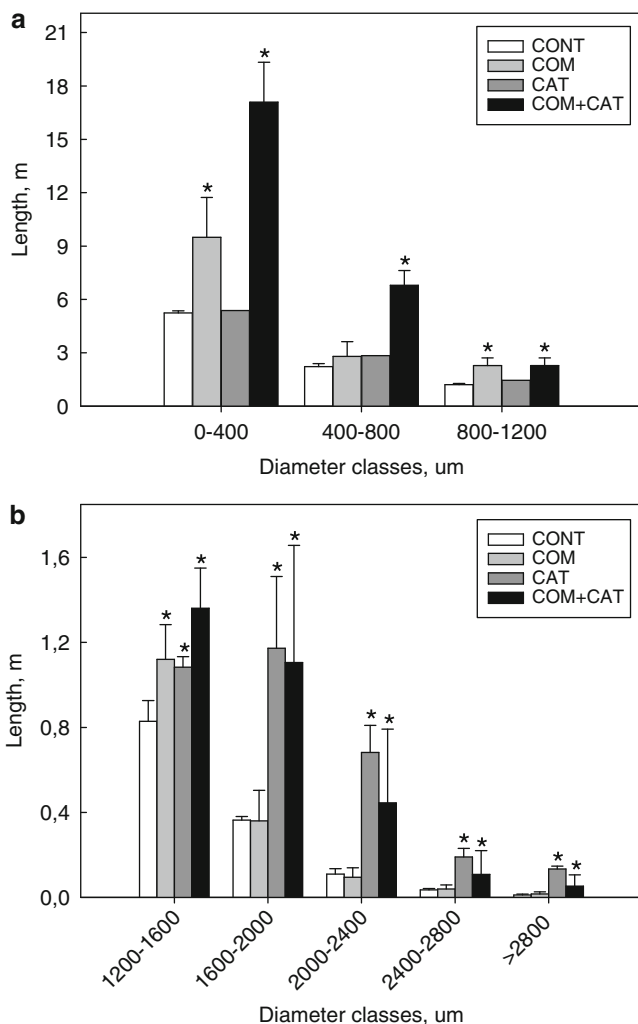 a
21
18
15
12
9
6
3
0
Length, m
* * * * *
CONT
COM
CAT
COM+CAT
0-400 400-800 800-1200
Diameter classes, um
b
1,6
1,2
0,8
0,4
0,0
Length, m
* * * * * * * * * * *
CONT
COM
CAT
COM+CAT
1200-1600 1600-2000 2000-2400 2400-2800 >2800
Diameter classes, um